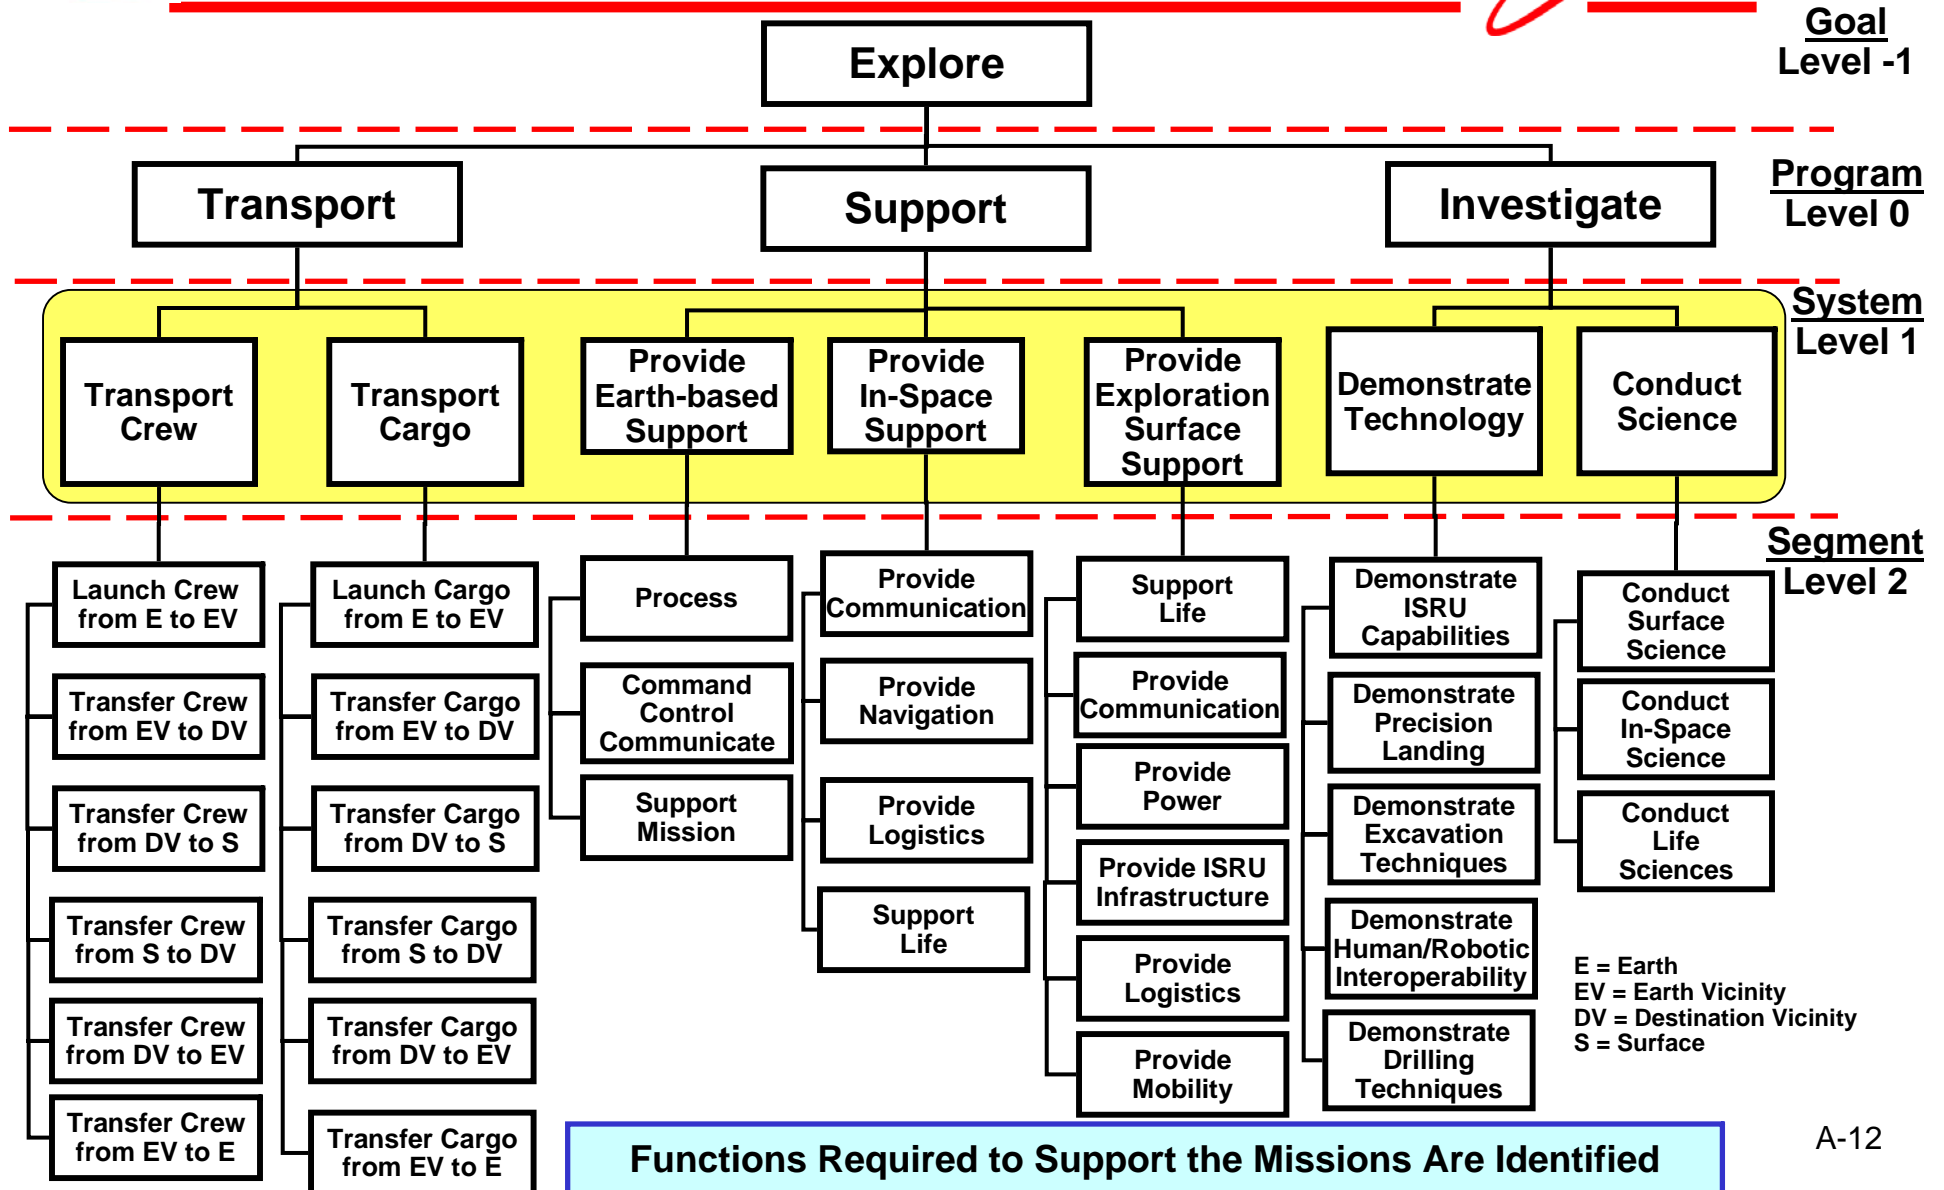 Goal
Level -1
Explore
Program
Level 0
Transport
Support
Investigate
System
Level 1
Transport
Crew
Transport
Cargo
Provide
Earth-based
Support
Provide
In-Space
Support
Provide
Exploration
Surface
Support
Demonstrate
Technology
Conduct
Science
Segment
Level 2
Launch Crew
from E to EV
Transfer Crew
from EV to DV
Transfer Crew
from DV to S
Transfer Crew
from S to DV
Transfer Crew
from DV to EV
Transfer Crew
from EV to E
Launch Cargo
from E to EV
Transfer Cargo
from EV to DV
Transfer Cargo
from DV to S
Transfer Cargo
from S to DV
Transfer Cargo
from DV to EV
Transfer Cargo
from EV to E
Process
Command
Control
Communicate
Support
Mission
Provide
Communication
Provide
Navigation
Provide
Logistics
Support
Life
Support
Life
Provide
Communication
Provide
Power
Provide ISRU
Infrastructure
Provide
Logistics
Provide
Mobility
Demonstrate
ISRU
Capabilities
Demonstrate
Precision
Landing
Demonstrate
Excavation
Techniques
Demonstrate
Human/Robotic
Interoperability
Demonstrate
Drilling
Techniques
Conduct
Surface
Science
Conduct
In-Space
Science
Conduct
Life
Sciences
E = Earth
EV = Earth Vicinity
DV = Destination Vicinity
S = Surface
Functions Required to Support the Missions Are Identified
A-12